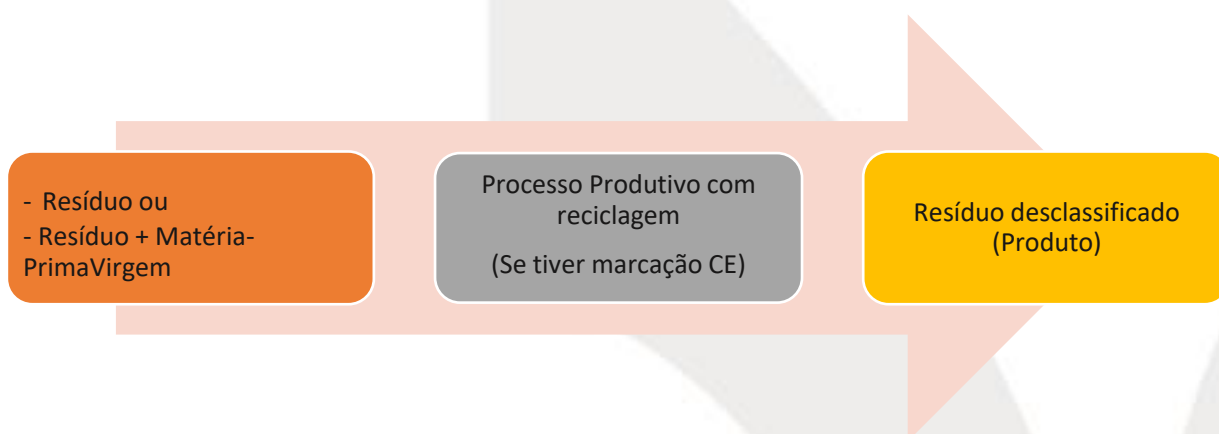 - Resíduo ou
- Resíduo + Matéria-
PrimaVirgem
Processo Produtivo com
reciclagem
(Se tiver marcação CE)
Resíduo desclassificado
(Produto)